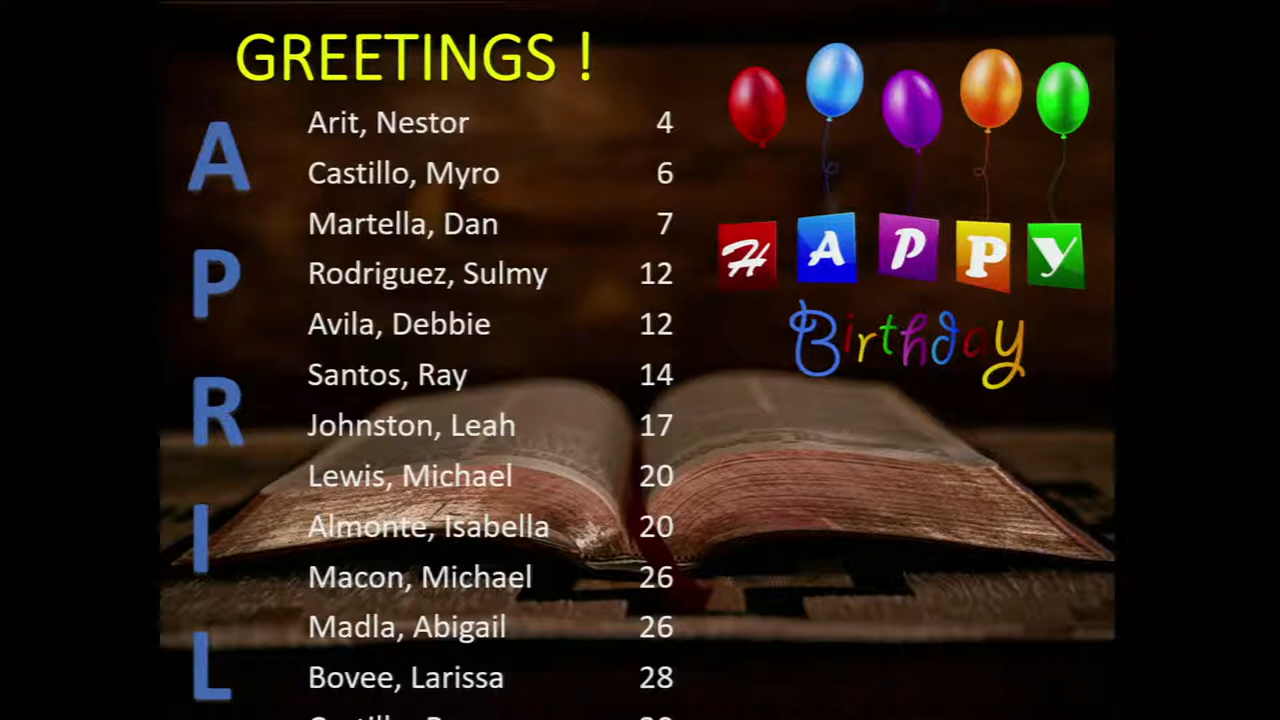 GREETINGS !
APRIL
Arit, Nestor 4
Castillo, Myro 6
Martella, Dan 7
Rodriguez, Sulmy 12
Avila, Debbie 12
Santos, Ray 14
Johnston, Leah 17
Lewis, Michael 20
Almonte, Isabella 20
Macon, Michael 26
Madla, Abigail 26
Bovee, Larissa 28
HAPPY
Birthday